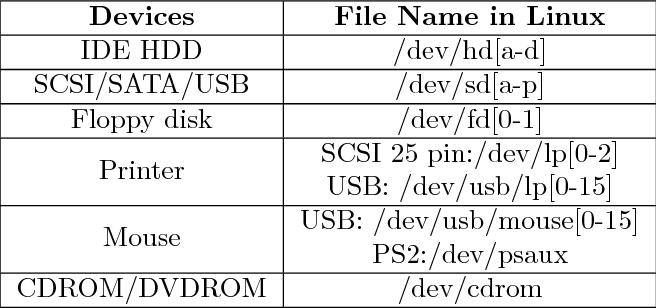 Devices File Name in Linux
IDE HDD /dev/hd[a-d]
SCSI/SATA/USB /dev/sd[a-p]
Floppy disk /dev/fd[0-1]
Printer SCSI 25 pin:/dev/lp[0-2]
USB: /dev/usb/lp[0-15]
Mouse USB: /dev/usb/mouse[0-15]
PS2:/dev/psaux
CDROM/DVDROM /dev/cdrom